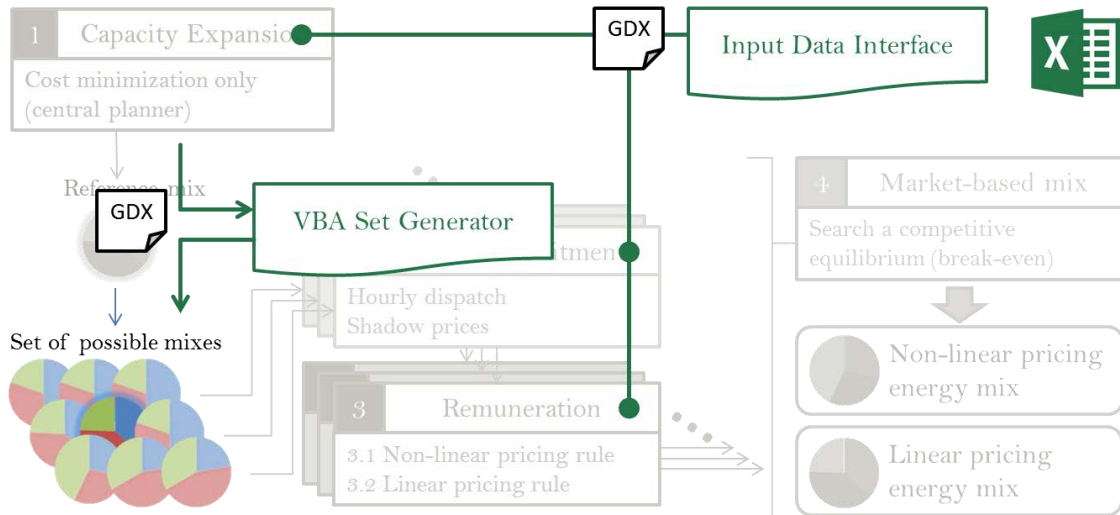 1 Capacity Expansio
Cost minimization only
(central planner)
GDX
Input Data Interface
X
Reference mix
GDX
VBA Set Generator
itmen
Hourly dispatch
Shadow prices
4 Market-based mix
Search a competitive
equilibrium (break-even)
Set of possible mixes
3 Remuneration
3.1 Non-linear pricing rule
3.2 Linear pricing rule
Non-linear pricing
energy mix
Linear pricing
energy mix